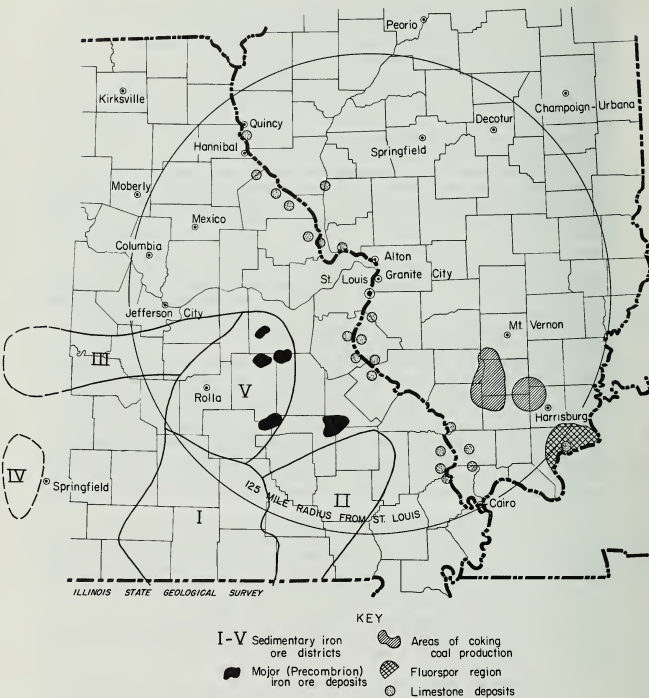 Peorio
Kirksville
Champoign-Urbana
Quincy
Decotur
Hannibal
Springfield
Moberly
Mexico
Columbia
Alton
St. Louis
Granite City
Jefferson City
Mt. Vernon
III
V
Rolla
Harrisburg
IV
Springfield
II
125 MILE RADIUS FROM ST. LOUIS
I
Cairo
ILLINOIS STATE GEOLOGICAL SURVEY
KEY
I-V Sedimentary iron ore districts
Areas of coking coal production
Major (Precombrion) iron ore deposits
Fluorspor region
Limestone deposits